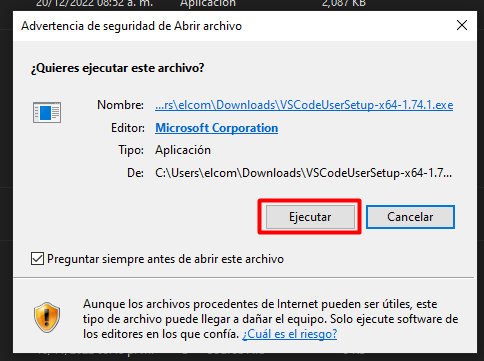 20/12/2022 08:52 a. m. Aplicación 2,087 KB
Advertencia de seguridad de Abrir archivo
¿Quieres ejecutar este archivo?
Nombre: ...rs\elcom\Downloads\VSCodeUserSetup-x64-1.74.1.exe
Editor: Microsoft Corporation
Tipo: Aplicación
De: C:\Users\elcom\Downloads\VSCodeUserSetup-x64-1.7...
Ejecutar Cancelar
Preguntar siempre antes de abrir este archivo
Aunque los archivos procedentes de Internet pueden ser útiles, este
tipo de archivo puede llegar a dañar el equipo. Solo ejecute software de
los editores en los que confía. ¿Cuál es el riesgo?